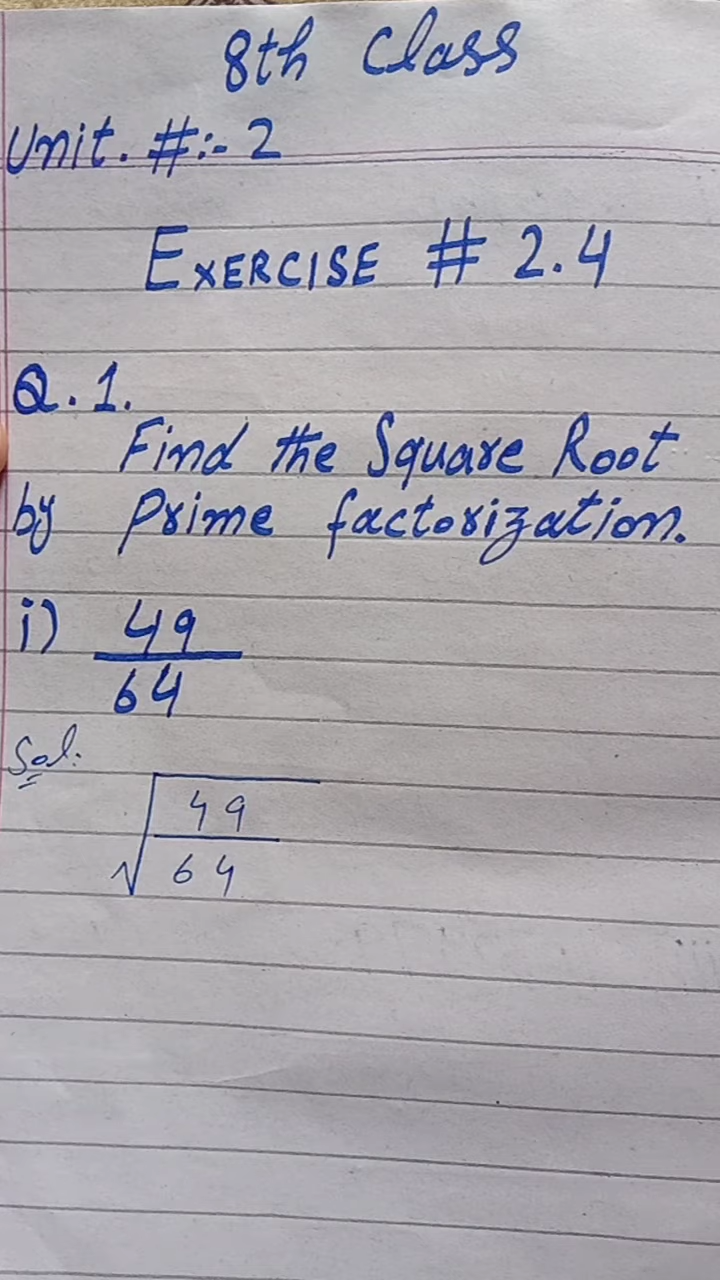 8th Class
Unit. #:- 2
EXERCISE # 2.4
Q.1.
Find the Square Root
by Prime factorization.
i) 49
64
Sol:
√49
64